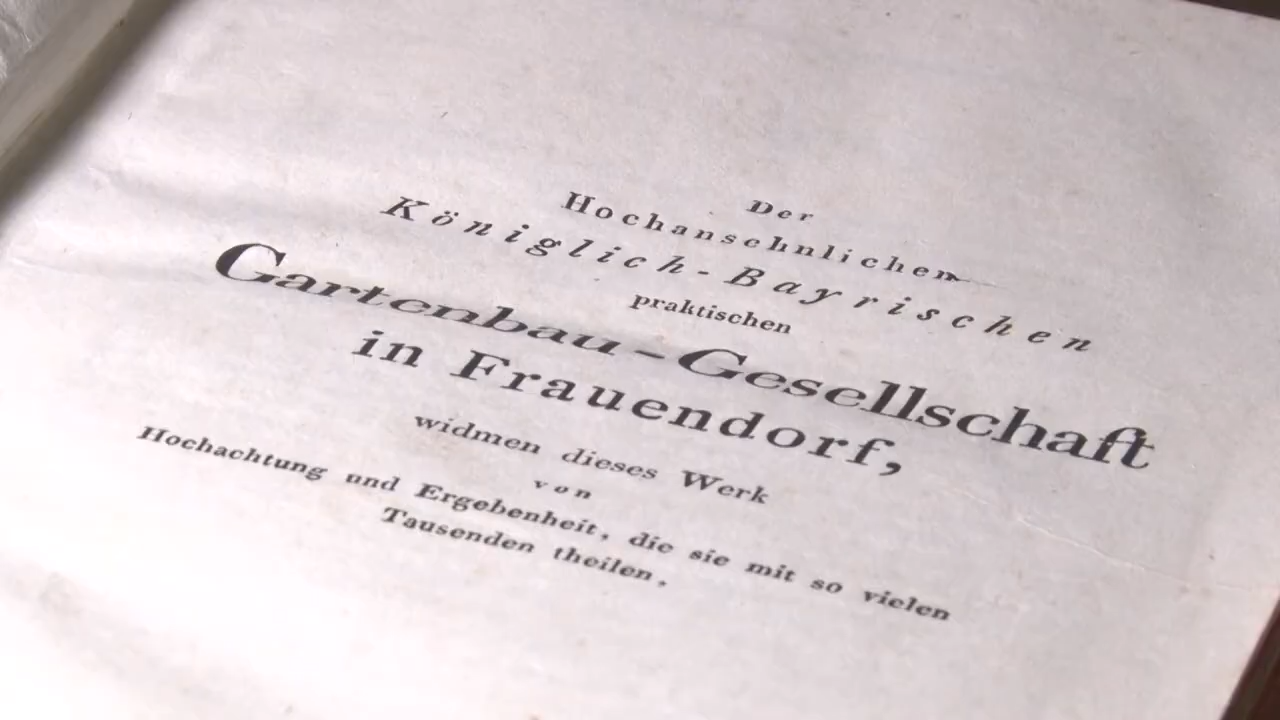 Der
Hochansehnlichen
Königlich-Bayrischen
praktischen
Gartenbau-Gesellschaft
in Frauendorf,
widmen dieses Werk
von
Hochachtung und Ergebenheit, die sie mit so vielen
Tausenden theilen,